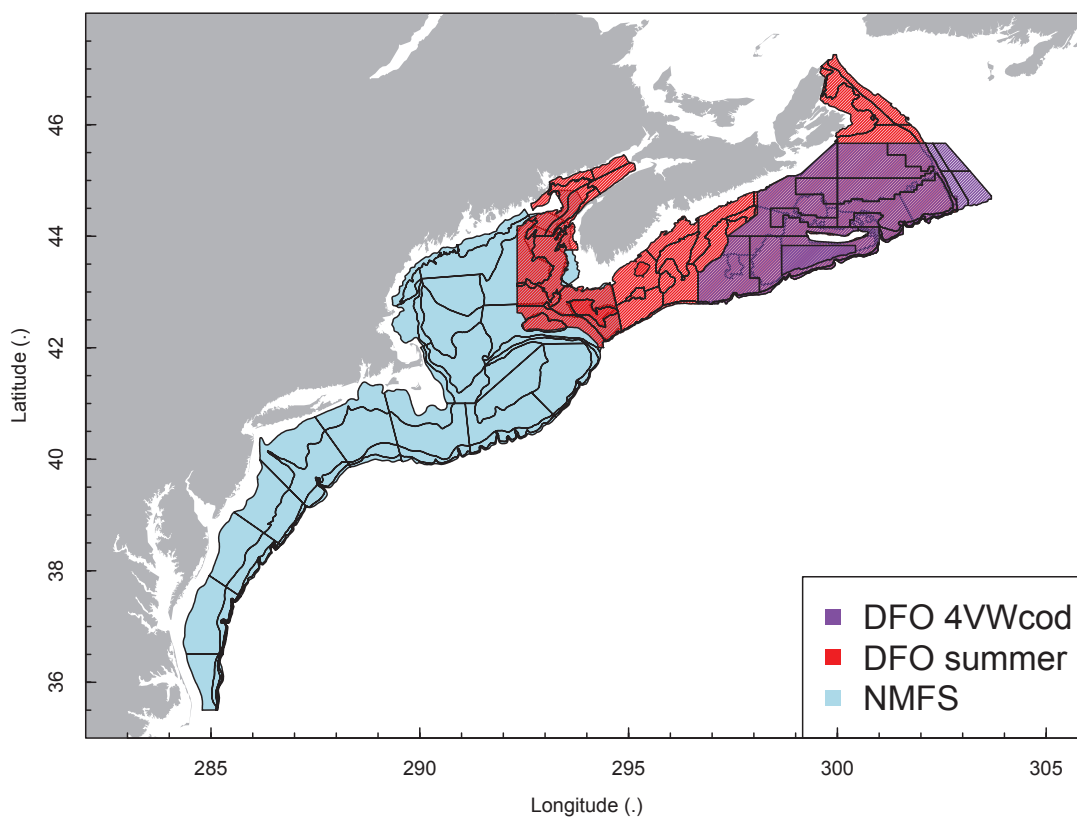 46
44
42
40
38
36
Latitude (.)
DFO 4VWcod
DFO summer
NMFS
285 290 295 300 305
Longitude (.)